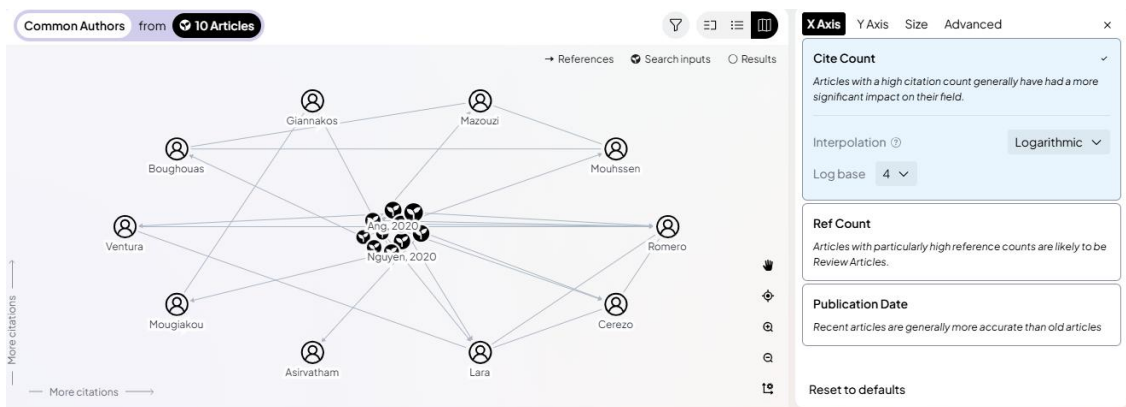 Common Authors from 10 Articles
→ References Search inputs Results
Giannakos
Mazouzi
Boughouas
Mouhssen
Ang, 2020
Ventura
Romero
Nguyen, 2020
Mougiakou
Cerezo
Asirvatham
Lara
More citations
More citations
X Axis Y Axis Size Advanced ×
Cite Count
Articles with a high citation count generally have had a more
significant impact on their field.
Interpolation Logarithmic
Log base 4
Ref Count
Articles with particularly high reference counts are likely to be
Review Articles.
Publication Date
Recent articles are generally more accurate than old articles
Reset to defaults